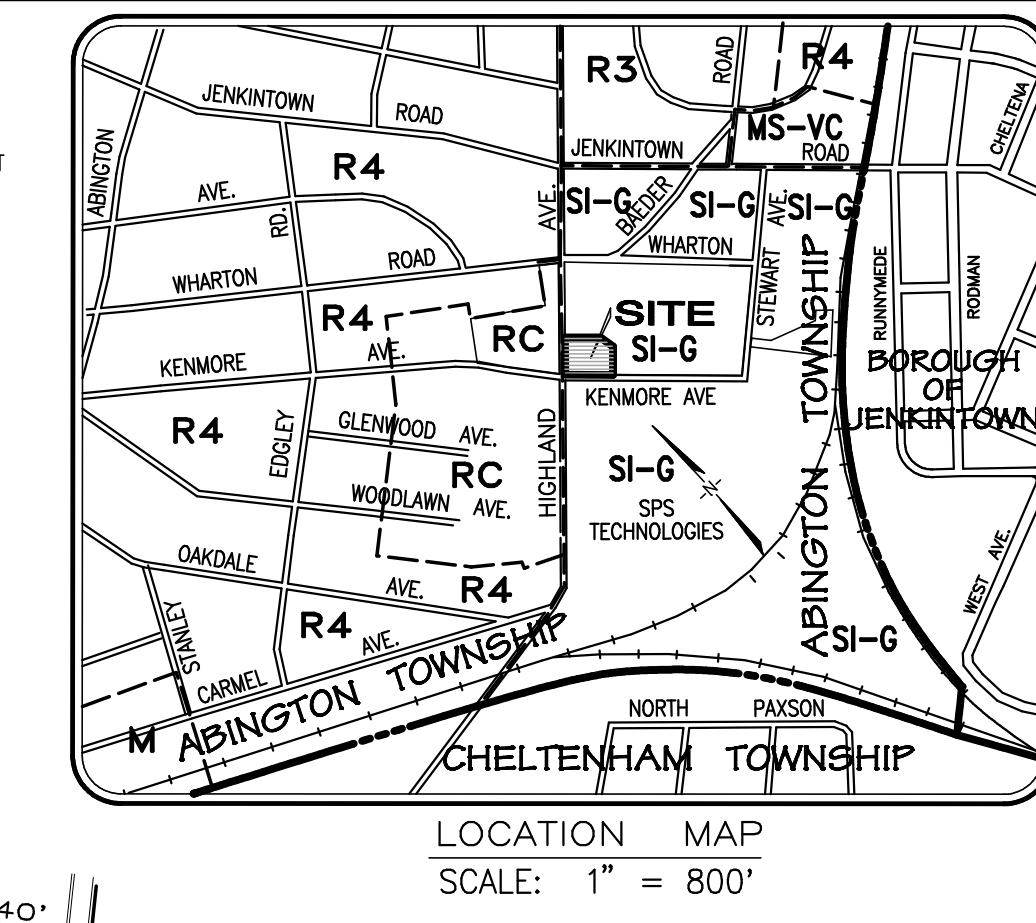 R3
ROAD
R4
CHELTENA
JENKINTOWN
ROAD
MS-VC
ABINGTON
JENKINTOWN
ROAD
R4
AVE.
RD.
AVE.
SI-G
BAEDER
SI-G
AVE.
SI-G
WHARTON
ROAD
WHARTON
STEWART
RUNNYMEDE
RODMAN
R4
AVE.
RC
SITE
SI-G
KENMORE
KENMORE AVE
ABINGTON TOWNSHIP
BOROUGH
OF
JENKINTOWN
R4
EDGLEY
GLENWOOD AVE.
HIGHLAND
RC
WOODLAWN AVE.
SI-G
N
SPS
TECHNOLOGIES
OAKDALE
AVE.
R4
WEST AVE.
STANLEY
R4
AVE.
SI-G
CARMEL
M
ABINGTON TOWNSHIP
NORTH PAXSON
CHELTENHAM TOWNSHIP
LOCATION MAP
SCALE: 1" = 800'
40'